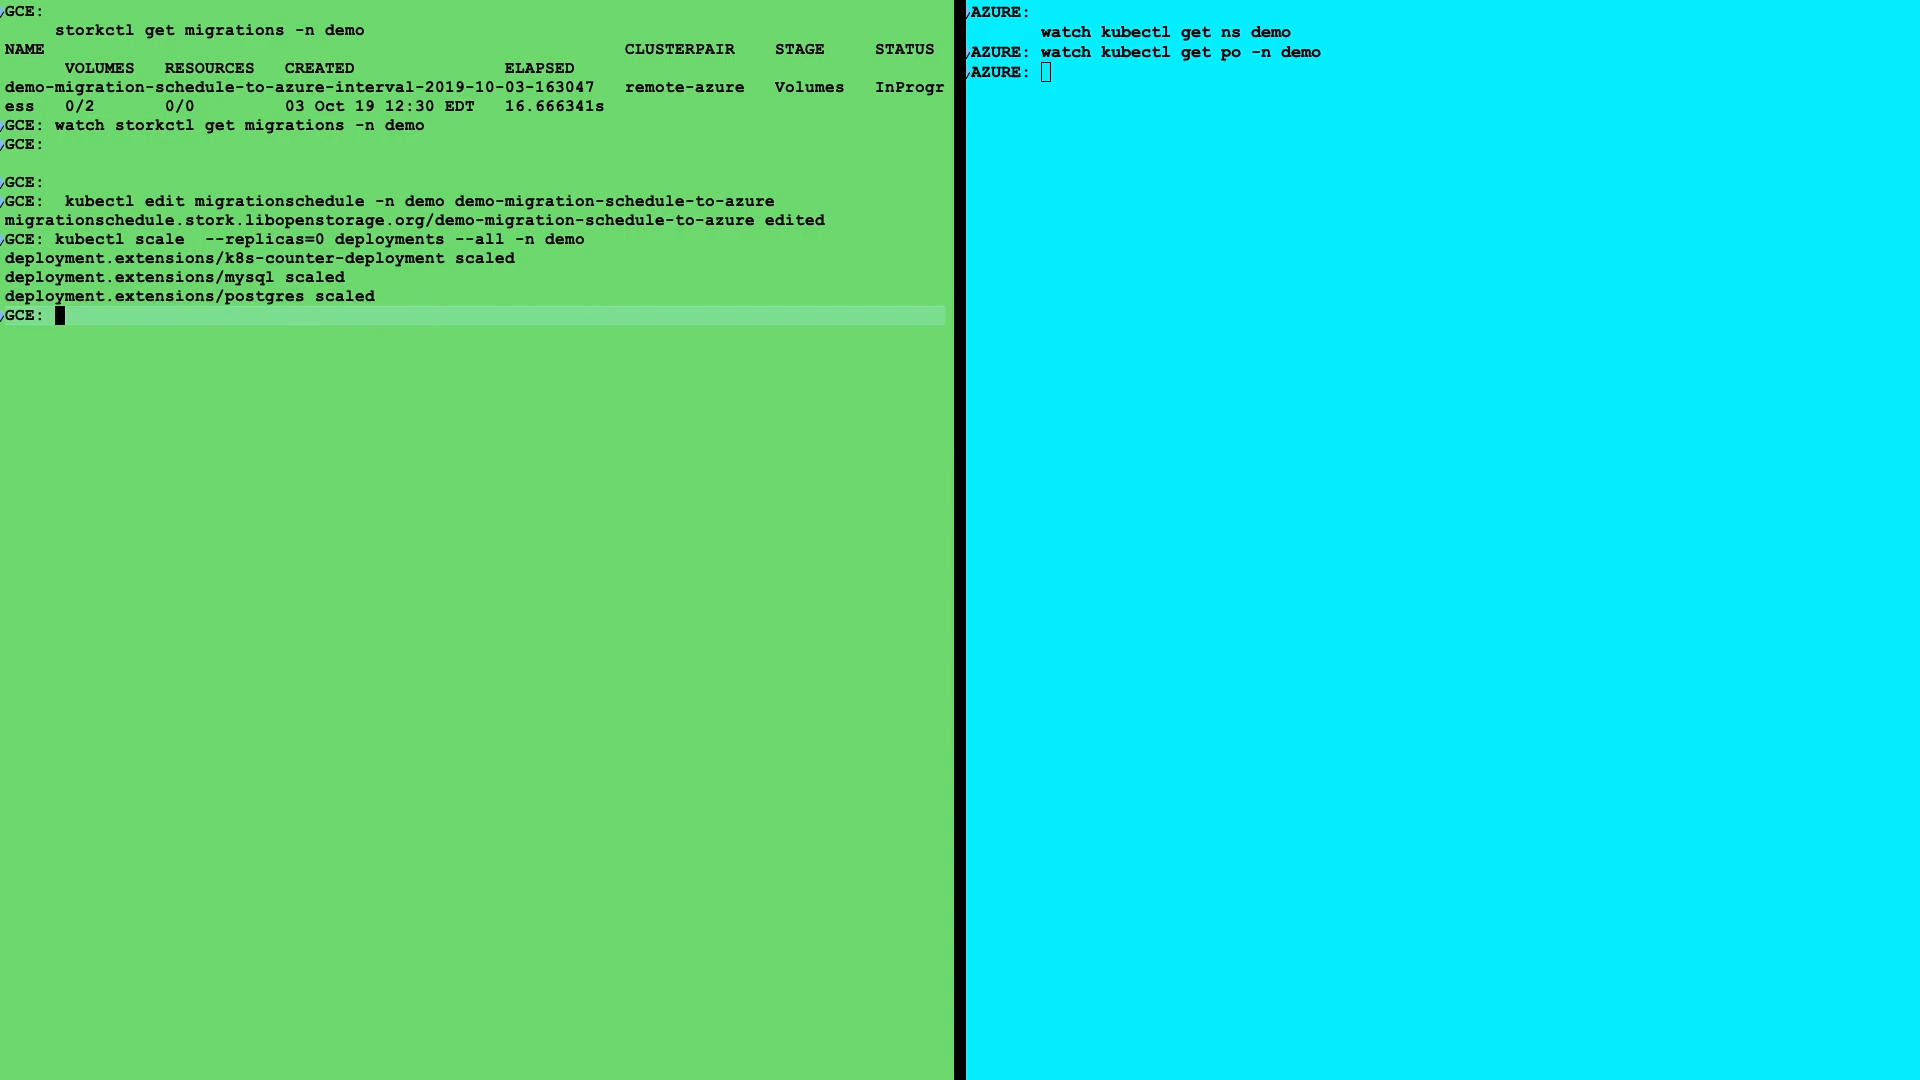 GCE:
storkctl get migrations -n demo
NAME CLUSTERPAIR STAGE STATUS
VOLUMES RESOURCES CREATED ELAPSED
demo-migration-schedule-to-azure-interval-2019-10-03-163047 remote-azure Volumes InProgr
ess 0/2 0/0 03 Oct 19 12:30 EDT 16.666341s
GCE: watch storkctl get migrations -n demo
GCE:
GCE:
GCE: kubectl edit migrationschedule -n demo demo-migration-schedule-to-azure
migrationschedule.stork.libopenstorage.org/demo-migration-schedule-to-azure edited
GCE: kubectl scale --replicas=0 deployments --all -n demo
deployment.extensions/k8s-counter-deployment scaled
deployment.extensions/mysql scaled
deployment.extensions/postgres scaled
GCE:
AZURE:
watch kubectl get ns demo
AZURE: watch kubectl get po -n demo
AZURE: